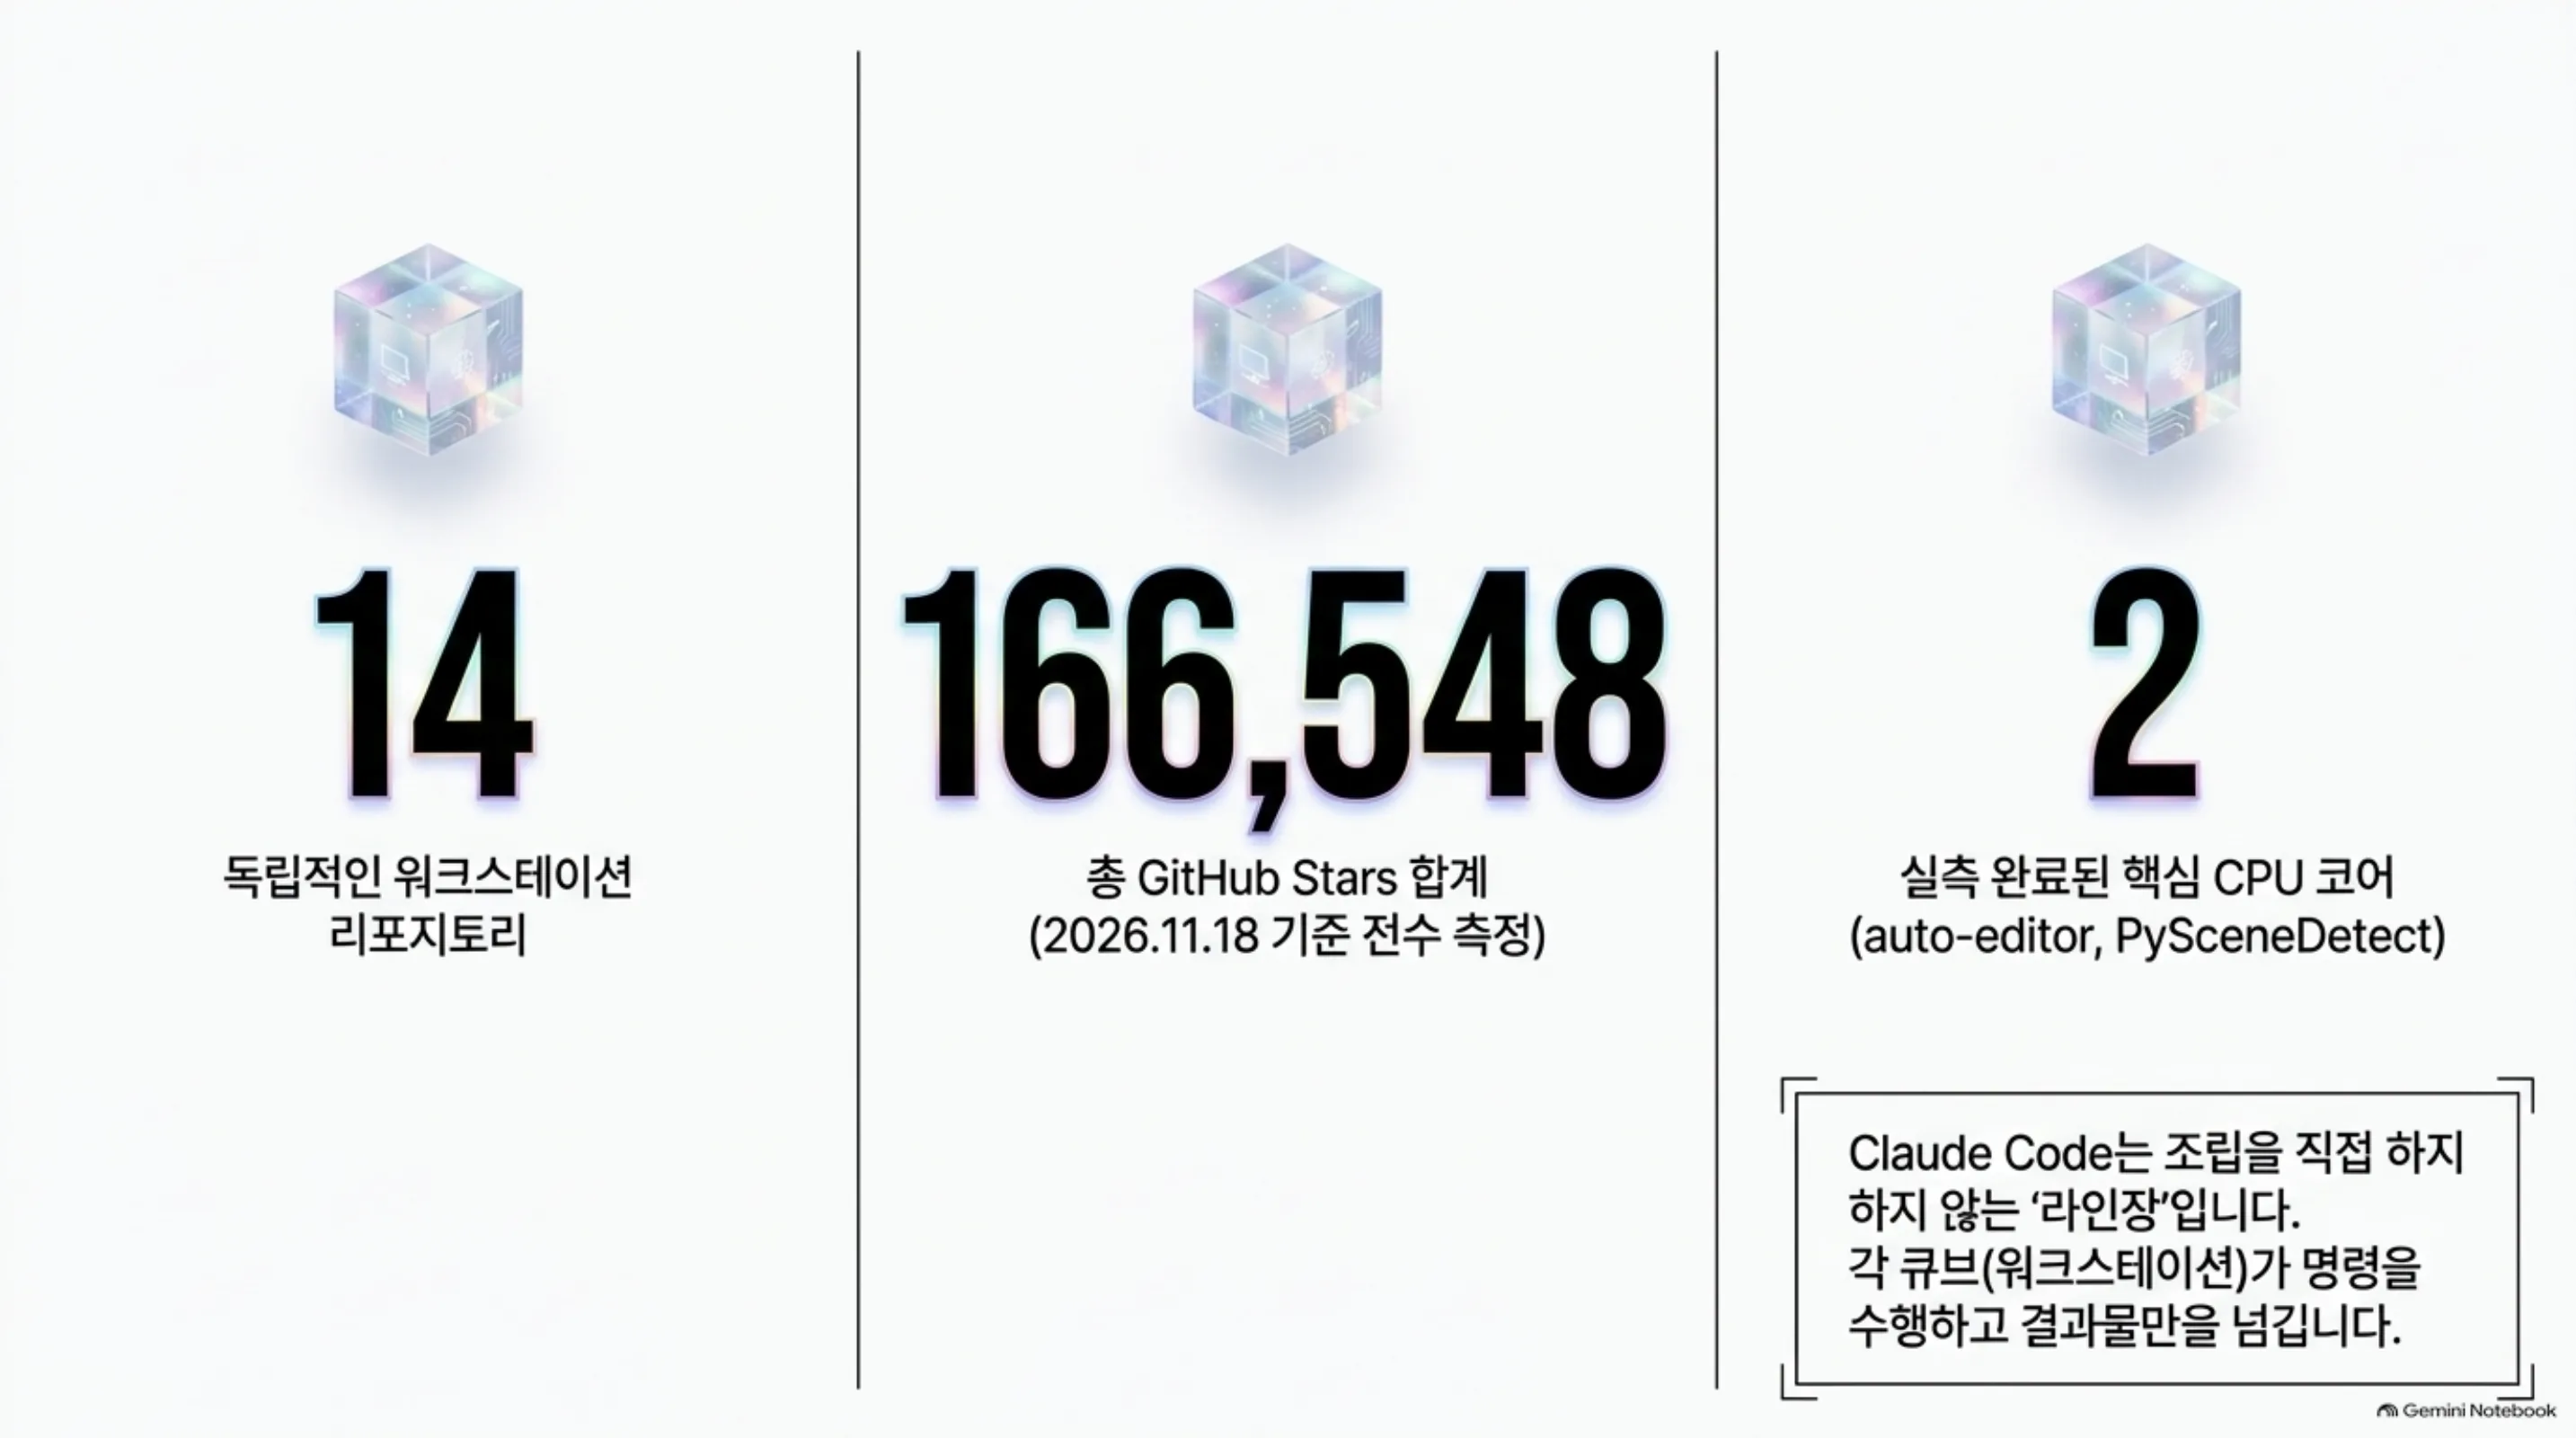 14
독립적인 워크스테이션
리포지토리
166,548
총 GitHub Stars 합계
(2026.11.18 기준 전수 측정)
2
실측 완료된 핵심 CPU 코어
(auto-editor, PySceneDetect)
Claude Code는 조립을 직접 하지
하지 않는 ‘라인장’입니다.
각 큐브(워크스테이션)가 명령을
수행하고 결과물만을 넘깁니다.
Gemini Notebook